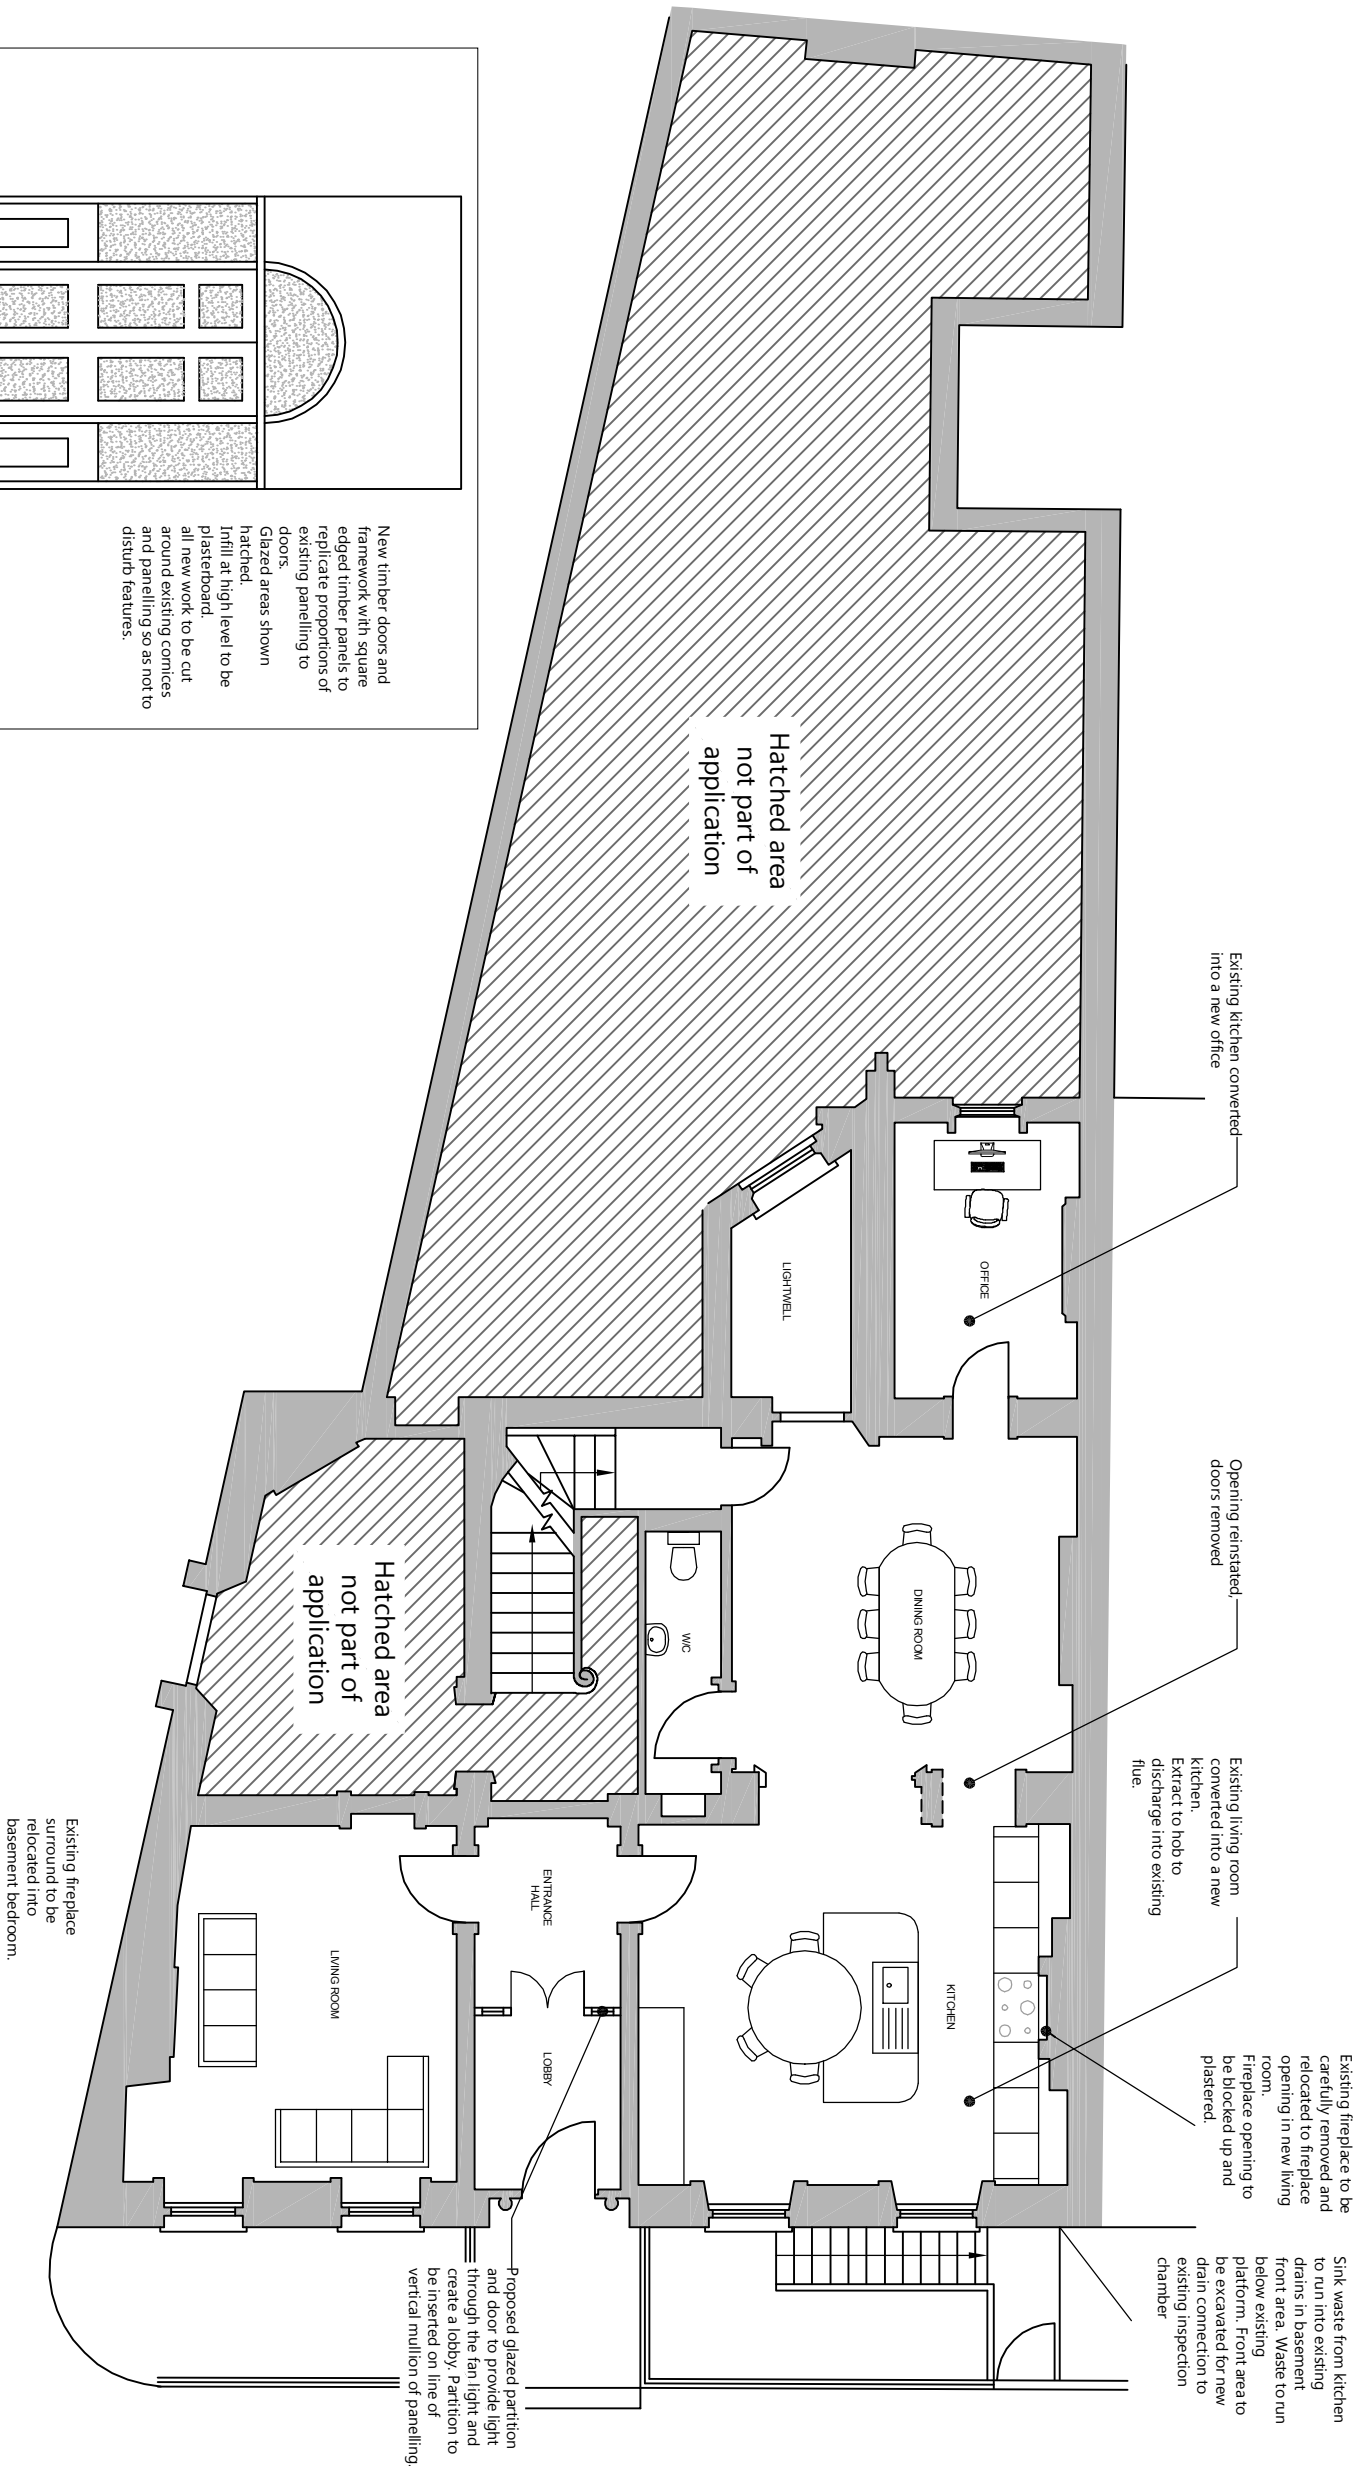 Existing kitchen converted
into a new office
Opening reinstated,
doors removed
Existing living room
converted into a new
kitchen.
Extract to hob to
discharge into existing
flue.
Existing fireplace to be
carefully removed and
relocated to fireplace
opening in new living
room.
Fireplace opening to
be blocked up and
plastered.
Sink waste from kitchen
to run into existing
drains in basement
front area. Waste to run
below existing
platform. Front area to
be excavated for new
drain connection to
existing inspection
chamber
Hatched area
not part of
application
OFFICE
LIGHTWELL
DINING ROOM
KITCHEN
W/C
ENTRANCE
HALL
LOBBY
Hatched area
not part of
application
LIVING ROOM
New timber doors and
framework with square
edged timber panels to
replicate proportions of
existing panelling to
doors.
Glazed areas shown
hatched.
Infill at high level to be
plasterboard.
all new work to be cut
around existing cornices
and panelling so as not to
disturb features.
Proposed glazed partition
and door to provide light
through the fan light and
create a lobby. Partition to
be inserted on line of
vertical mullion of panelling.
Existing fireplace
surround to be
relocated into
basement bedroom.